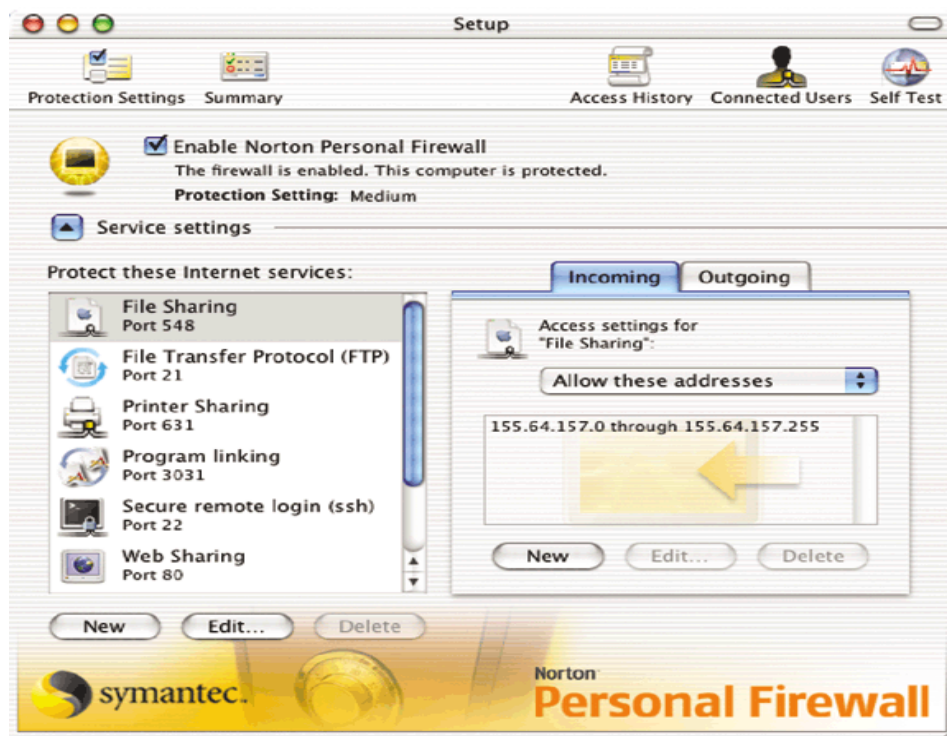 Setup
Protection Settings Summary Access History Connected Users Self Test
Enable Norton Personal Firewall
The firewall is enabled. This computer is protected.
Protection Setting: Medium
Service settings
Protect these Internet services:
File Sharing
Port 548
File Transfer Protocol (FTP)
Port 21
Printer Sharing
Port 631
Program linking
Port 3031
Secure remote login (ssh)
Port 22
Web Sharing
Port 80
New Edit... Delete
Incoming Outgoing
Access settings for
"File Sharing":
Allow these addresses
155.64.157.0 through 155.64.157.255
New Edit... Delete
symantec.
Norton
Personal Firewall